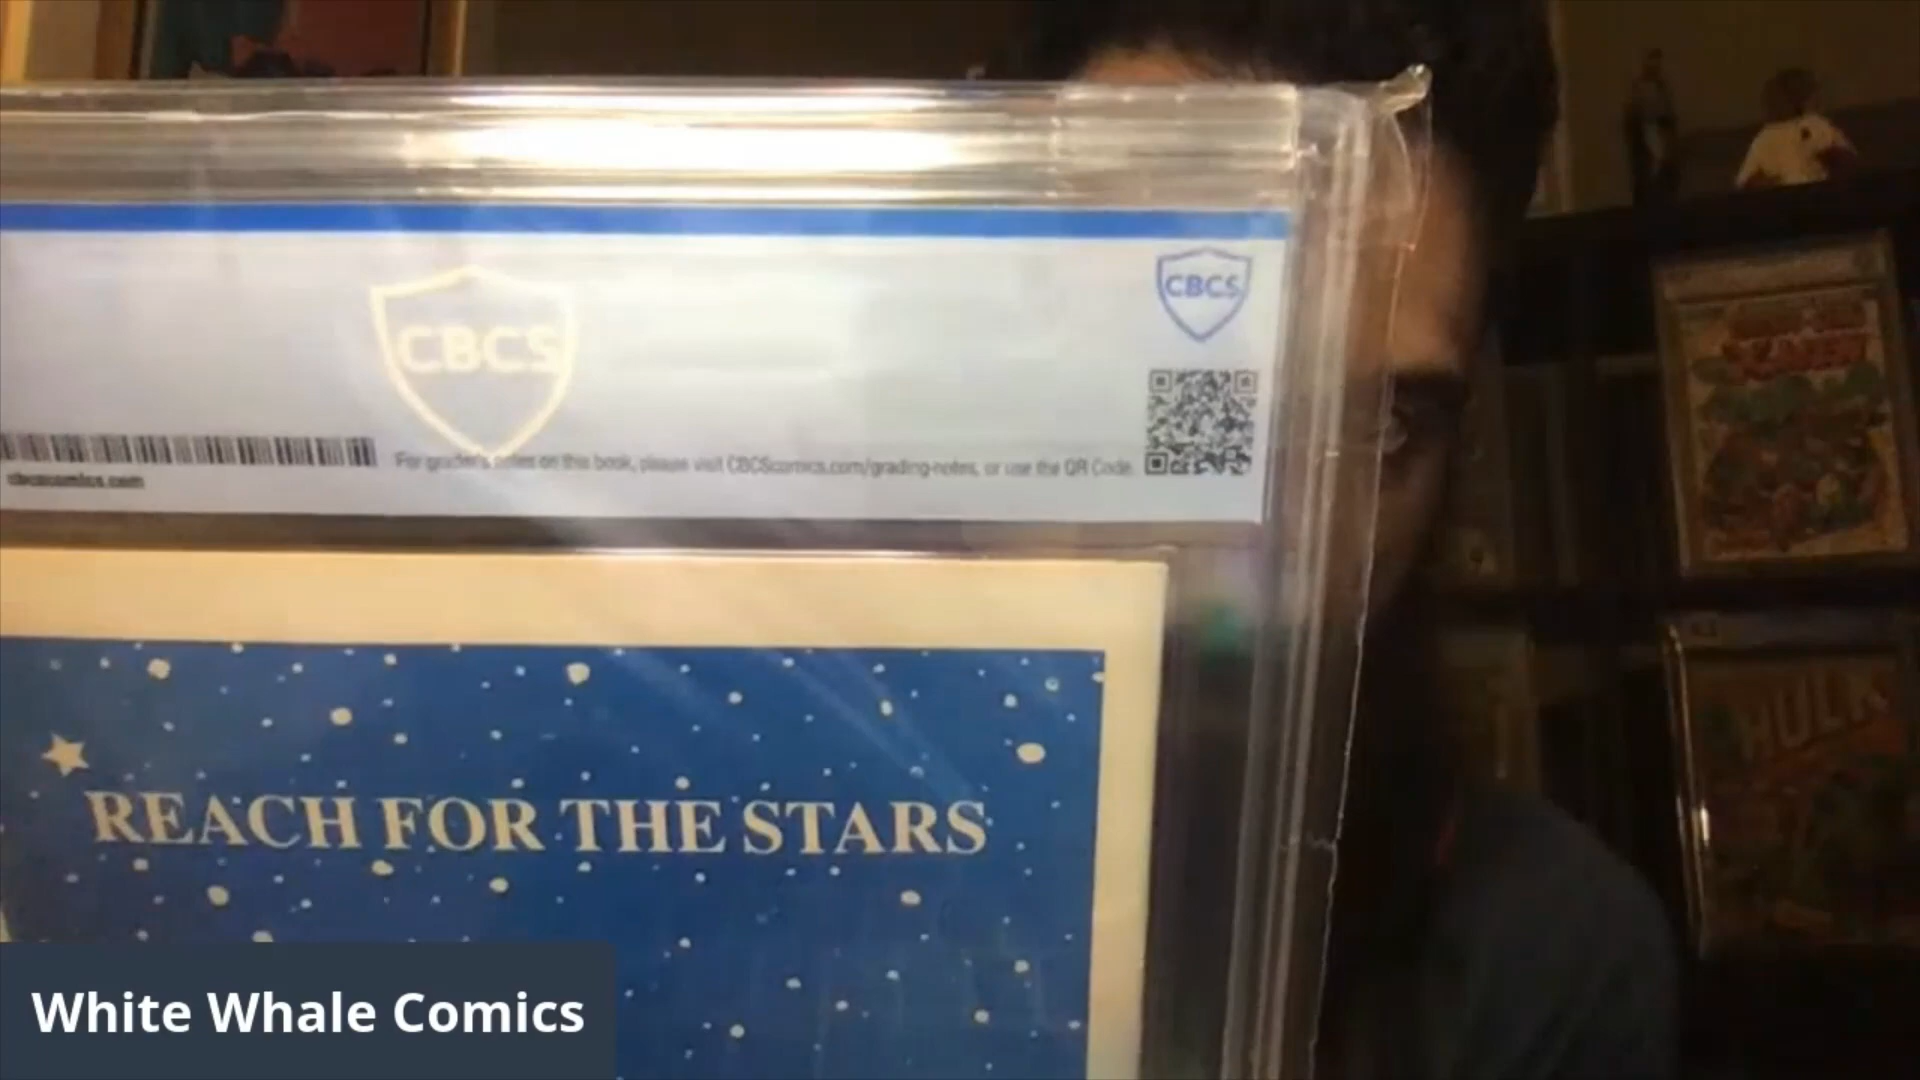 CBCS
CBCS
For grader's notes on this book, please visit CBCScomics.com/grading-notes, or use the QR Code.
cbcscomics.com
REACH FOR THE STARS
HULK
White Whale Comics